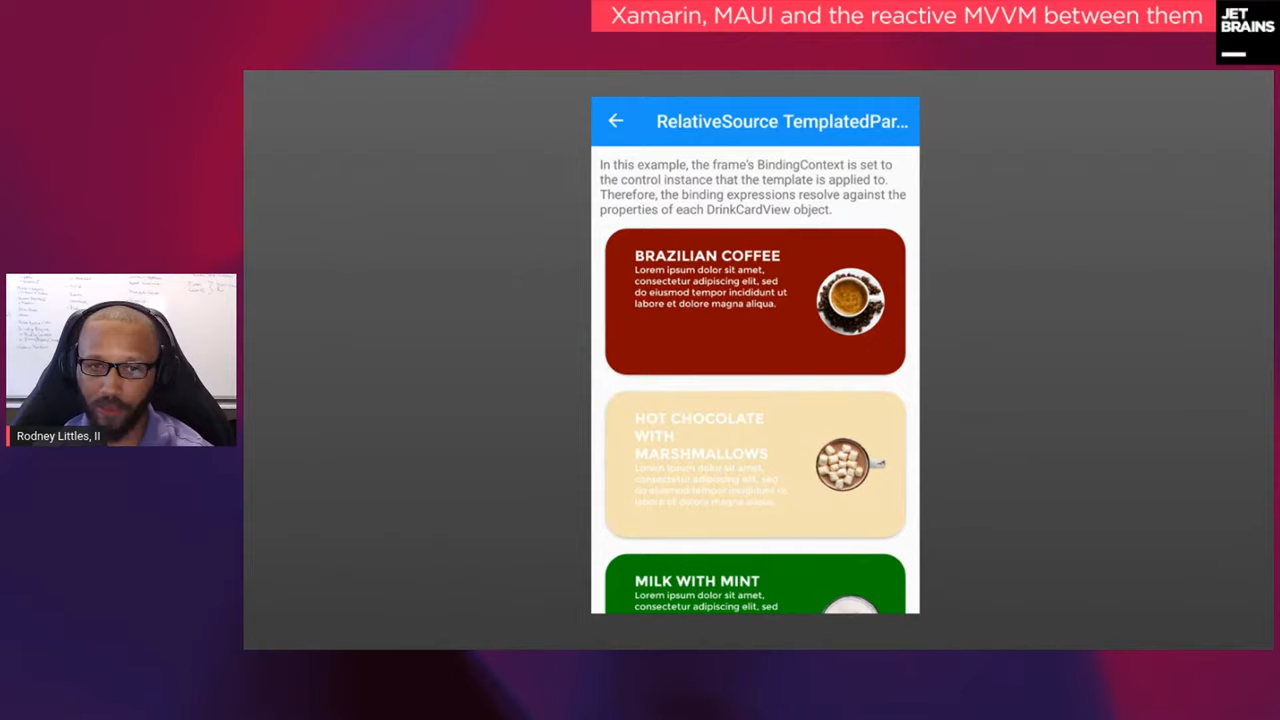 Xamarin, MAUI and the reactive MVVM between them
JET
BRAINS
RelativeSource TemplatedPar...
In this example, the frame's BindingContext is set to
the control instance that the template is applied to.
Therefore, the binding expressions resolve against the
properties of each DrinkCardView object.
BRAZILIAN COFFEE
Lorem ipsum dolor sit amet,
consectetur adipiscing elit, sed
do eiusmod tempor incididunt ut
labore et dolore magna aliqua.
HOT CHOCOLATE
WITH
MARSHMALLOWS
Lorem ipsum dolor sit amet,
consectetur adipiscing elit, sed
do eiusmod tempor incididunt ut
labore et dolore magna aliqua.
MILK WITH MINT
Lorem ipsum dolor sit amet,
consectetur adipiscing elit, sed
Rodney Littles, II